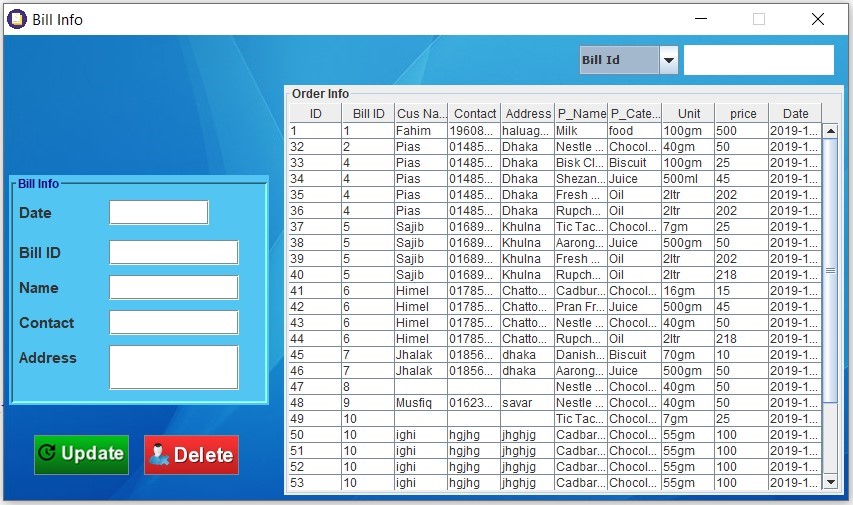 Bill Info
Bill Id
Order Info
ID Bill ID Cus Na... Contact Address P_Name P_Cate... Unit price Date
1 1 Fahim 19608... haluag... Milk food 100gm 500 2019-1...
32 2 Pias 01485... Dhaka Nestle ... Chocol... 40gm 50 2019-1...
33 4 Pias 01485... Dhaka Bisk Cl... Biscuit 100gm 25 2019-1...
34 4 Pias 01485... Dhaka Shezan... Juice 500ml 45 2019-1...
35 4 Pias 01485... Dhaka Fresh ... Oil 2ltr 202 2019-1...
36 4 Pias 01485... Dhaka Rupch... Oil 2ltr 202 2019-1...
37 5 Sajib 01689... Khulna Tic Tac... Chocol... 7gm 25 2019-1...
38 5 Sajib 01689... Khulna Aarong... Juice 500gm 50 2019-1...
39 5 Sajib 01689... Khulna Fresh ... Oil 2ltr 202 2019-1...
40 5 Sajib 01689... Khulna Rupch... Oil 2ltr 218 2019-1...
41 6 Himel 01785... Chatto... Cadbur... Chocol... 16gm 15 2019-1...
42 6 Himel 01785... Chatto... Pran Fr... Juice 500gm 45 2019-1...
43 6 Himel 01785... Chatto... Nestle ... Chocol... 40gm 50 2019-1...
44 6 Himel 01785... Chatto... Rupch... Oil 2ltr 218 2019-1...
45 7 Jhalak 01856... dhaka Danish... Biscuit 70gm 10 2019-1...
46 7 Jhalak 01856... dhaka Aarong... Juice 500gm 50 2019-1...
47 8 Nestle ... Chocol... 40gm 50 2019-1...
48 9 Musfiq 01623... savar Nestle ... Chocol... 40gm 50 2019-1...
49 10 Tic Tac... Chocol... 7gm 25 2019-1...
50 10 ighi hgjhg jhghjg Cadbar... Chocol... 55gm 100 2019-1...
51 10 ighi hgjhg jhghjg Cadbar... Chocol... 55gm 100 2019-1...
52 10 ighi hgjhg jhghjg Cadbar... Chocol... 55gm 100 2019-1...
53 10 ighi hgjhg jhghjg Cadbar... Chocol... 55gm 100 2019-1...
Bill Info
Date
Bill ID
Name
Contact
Address
Update
Delete